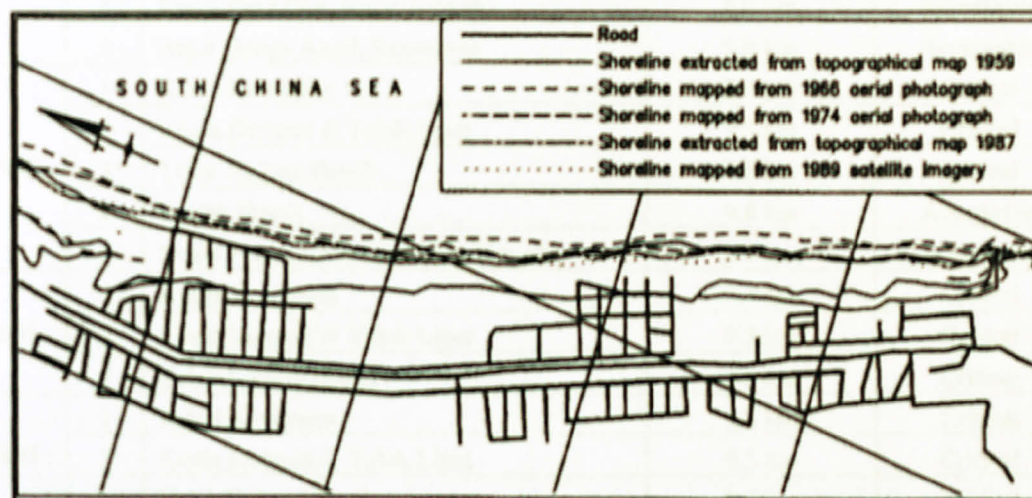 SOUTH CHINA SEA
Road
Shoreline extracted from topographical map 1959
Shoreline mapped from 1966 aerial photograph
Shoreline mapped from 1974 aerial photograph
Shoreline extracted from topographical map 1987
Shoreline mapped from 1989 satellite imagery